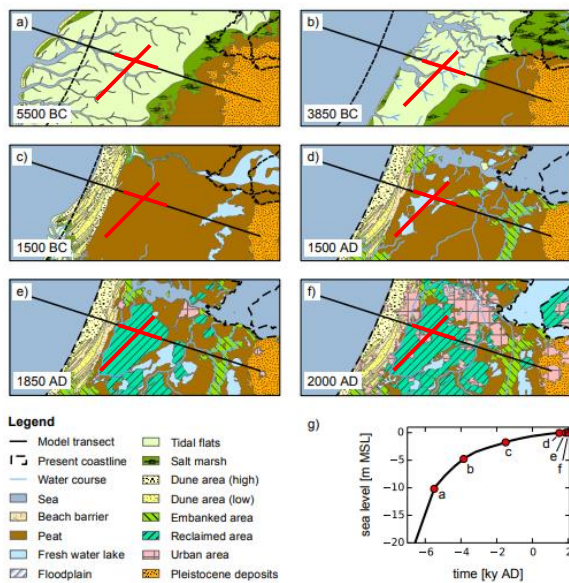 a)
5500 BC
b)
3850 BC
c)
1500 BC
d)
1500 AD
e)
1850 AD
f)
2000 AD
Legend
Model transect
Present coastline
Water course
Sea
Beach barrier
Peat
Fresh water lake
Floodplain
Tidal flats
Salt marsh
Dune area (high)
Dune area (low)
Embanked area
Reclaimed area
Urban area
Pleistocene deposits
g)
sea level [m MSL]
0
−5
−10
−15
−20
a
b
c
d
e
f
−6 −4 −2 0 2
time [ky AD]